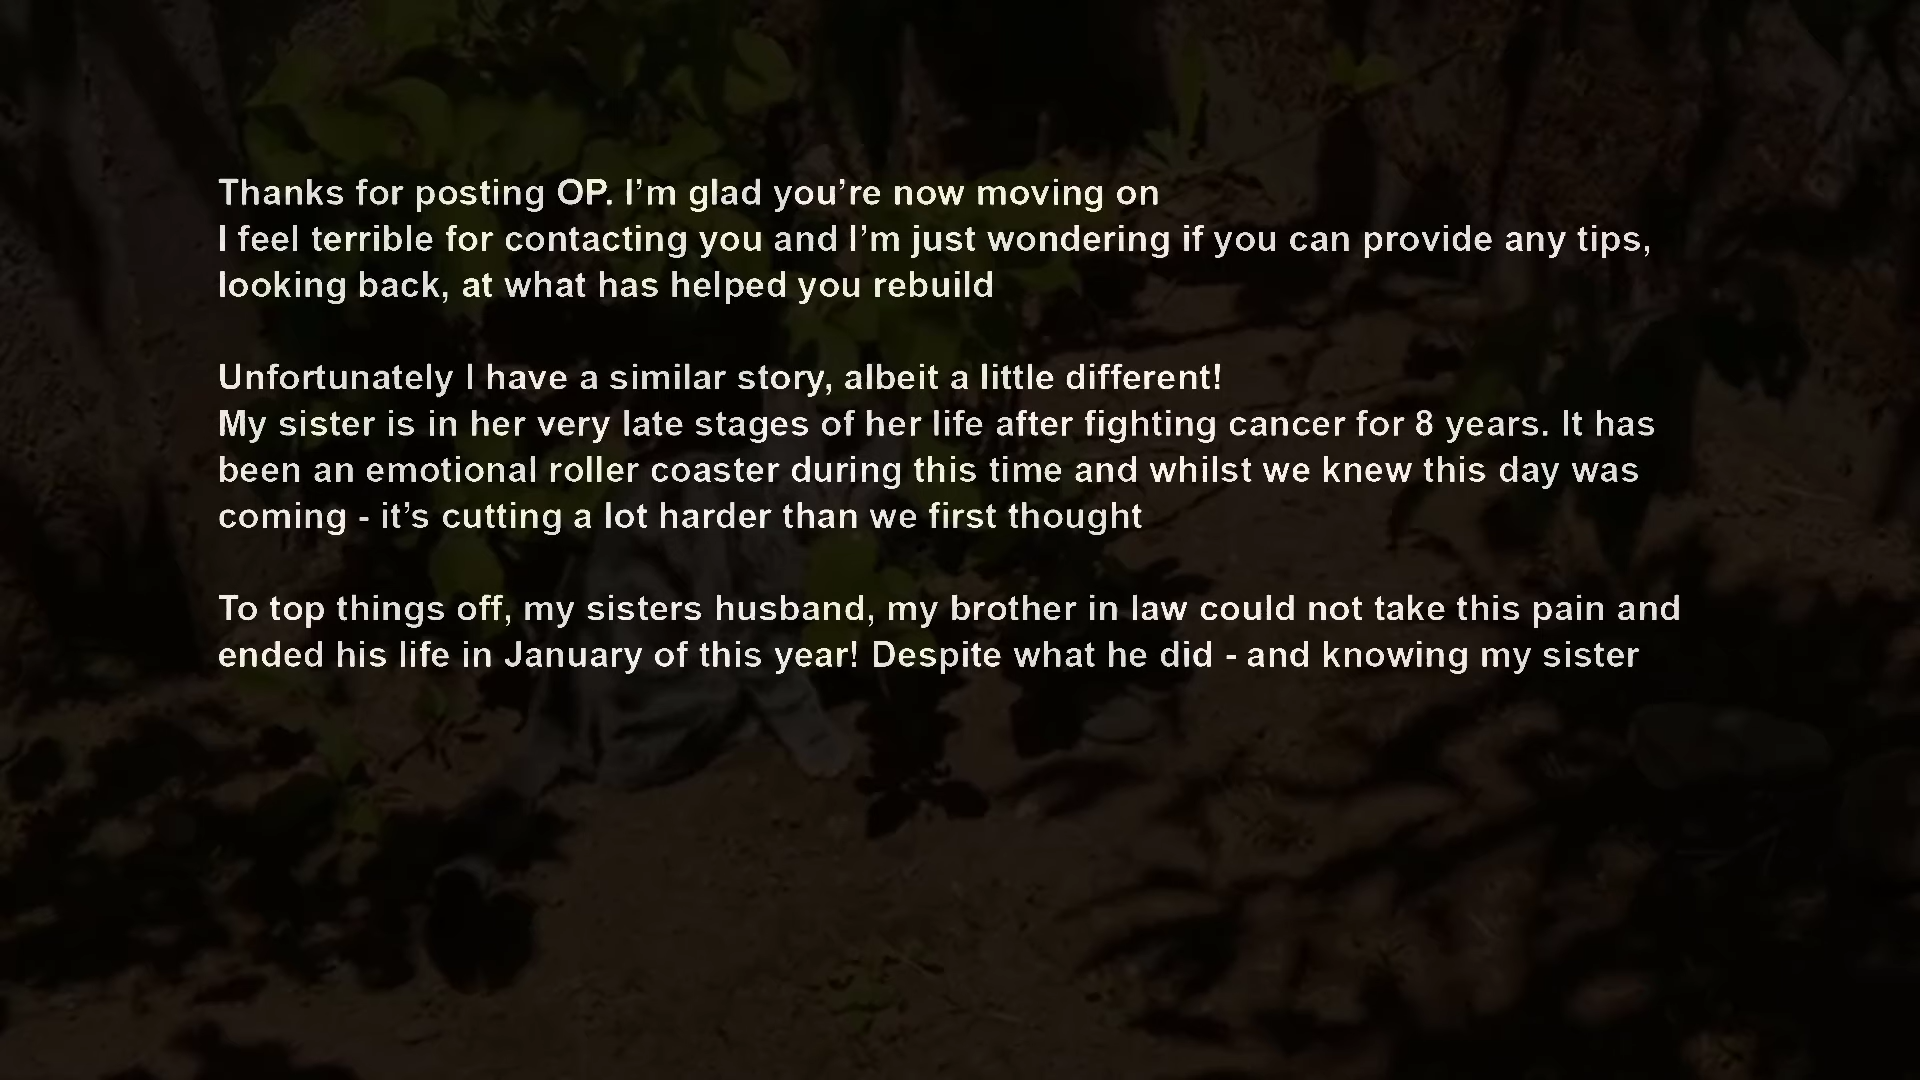 Thanks for posting OP. I’m glad you’re now moving on
I feel terrible for contacting you and I’m just wondering if you can provide any tips,
looking back, at what has helped you rebuild
Unfortunately I have a similar story, albeit a little different!
My sister is in her very late stages of her life after fighting cancer for 8 years. It has
been an emotional roller coaster during this time and whilst we knew this day was
coming - it’s cutting a lot harder than we first thought
To top things off, my sisters husband, my brother in law could not take this pain and
ended his life in January of this year! Despite what he did - and knowing my sister